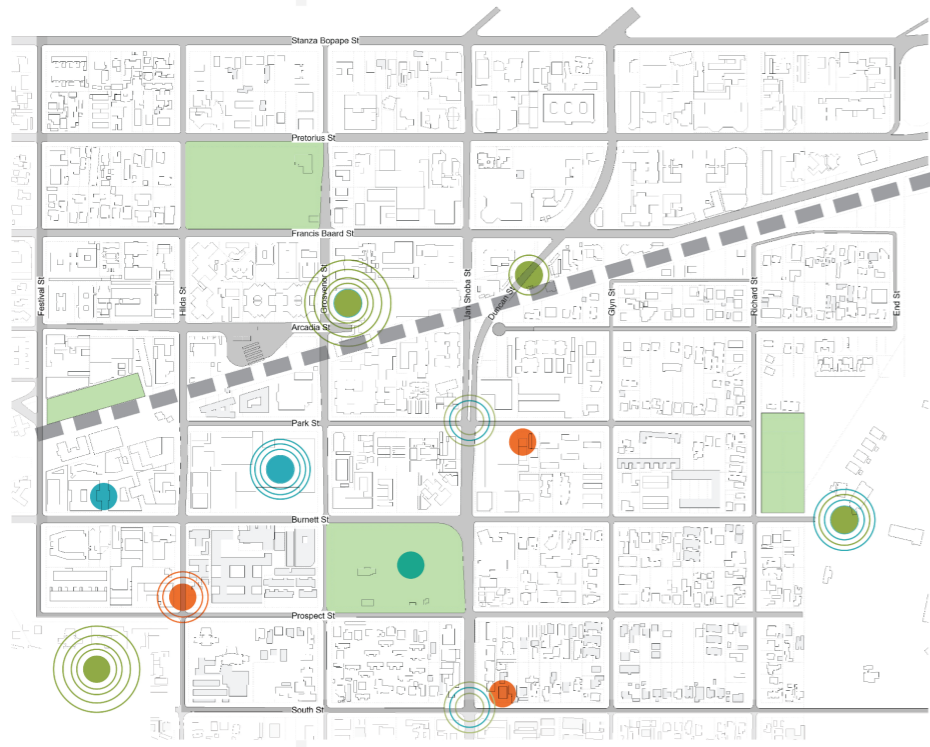 Stanza Bopape St
Pretorius St
Francis Baard St
Festival St
Hilda St
Grosvenor St
Jan Shoba St
Duncan St
Glyn St
Richard St
End St
Arcadia St
Park St
Burnett St
Prospect St
South St